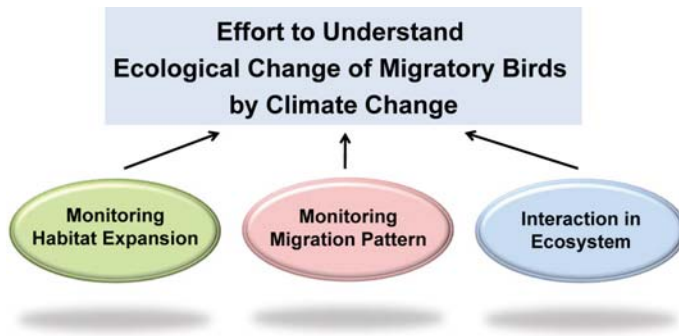 Effort to Understand
Ecological Change of Migratory Birds
by Climate Change
Monitoring
Habitat Expansion
Monitoring
Migration Pattern
Interaction in
Ecosystem